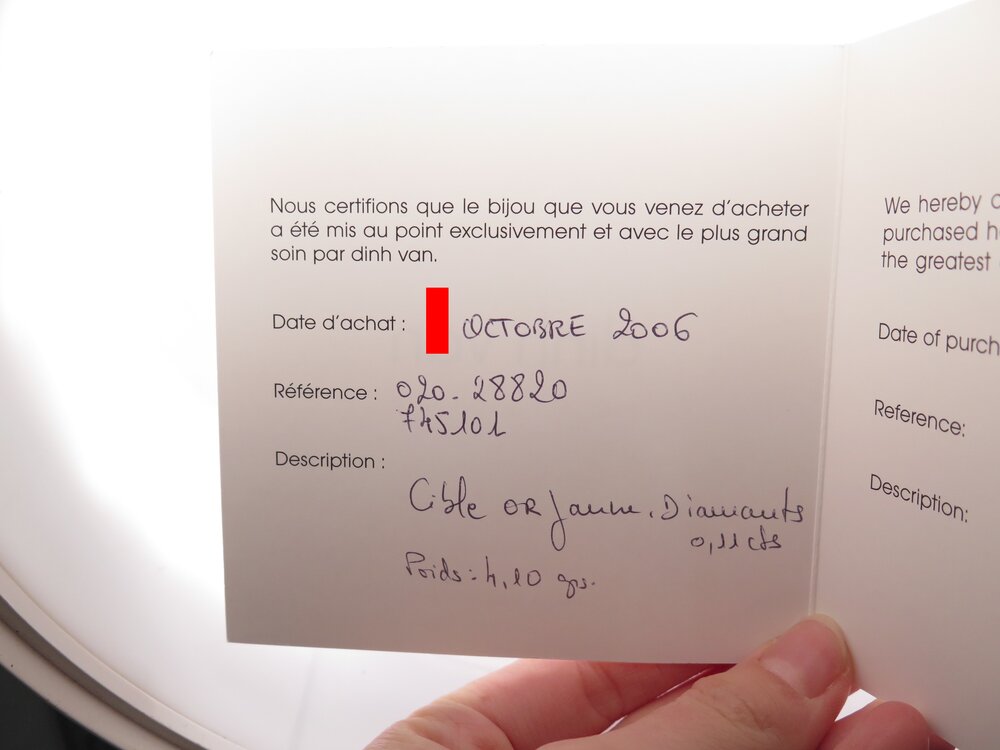 Nous certifions que le bijou que vous venez d'acheter
a été mis au point exclusivement et avec le plus grand
soin par dinh van.
Date d'achat : OCTOBRE 2006
Référence : 020-28820
745101
Description :
Cible OR Jaune. Diamants
0,11 cts
Poids : 4,10 grs.
We hereby c
purchased h
the greatest
Date of purch
Reference:
Description: